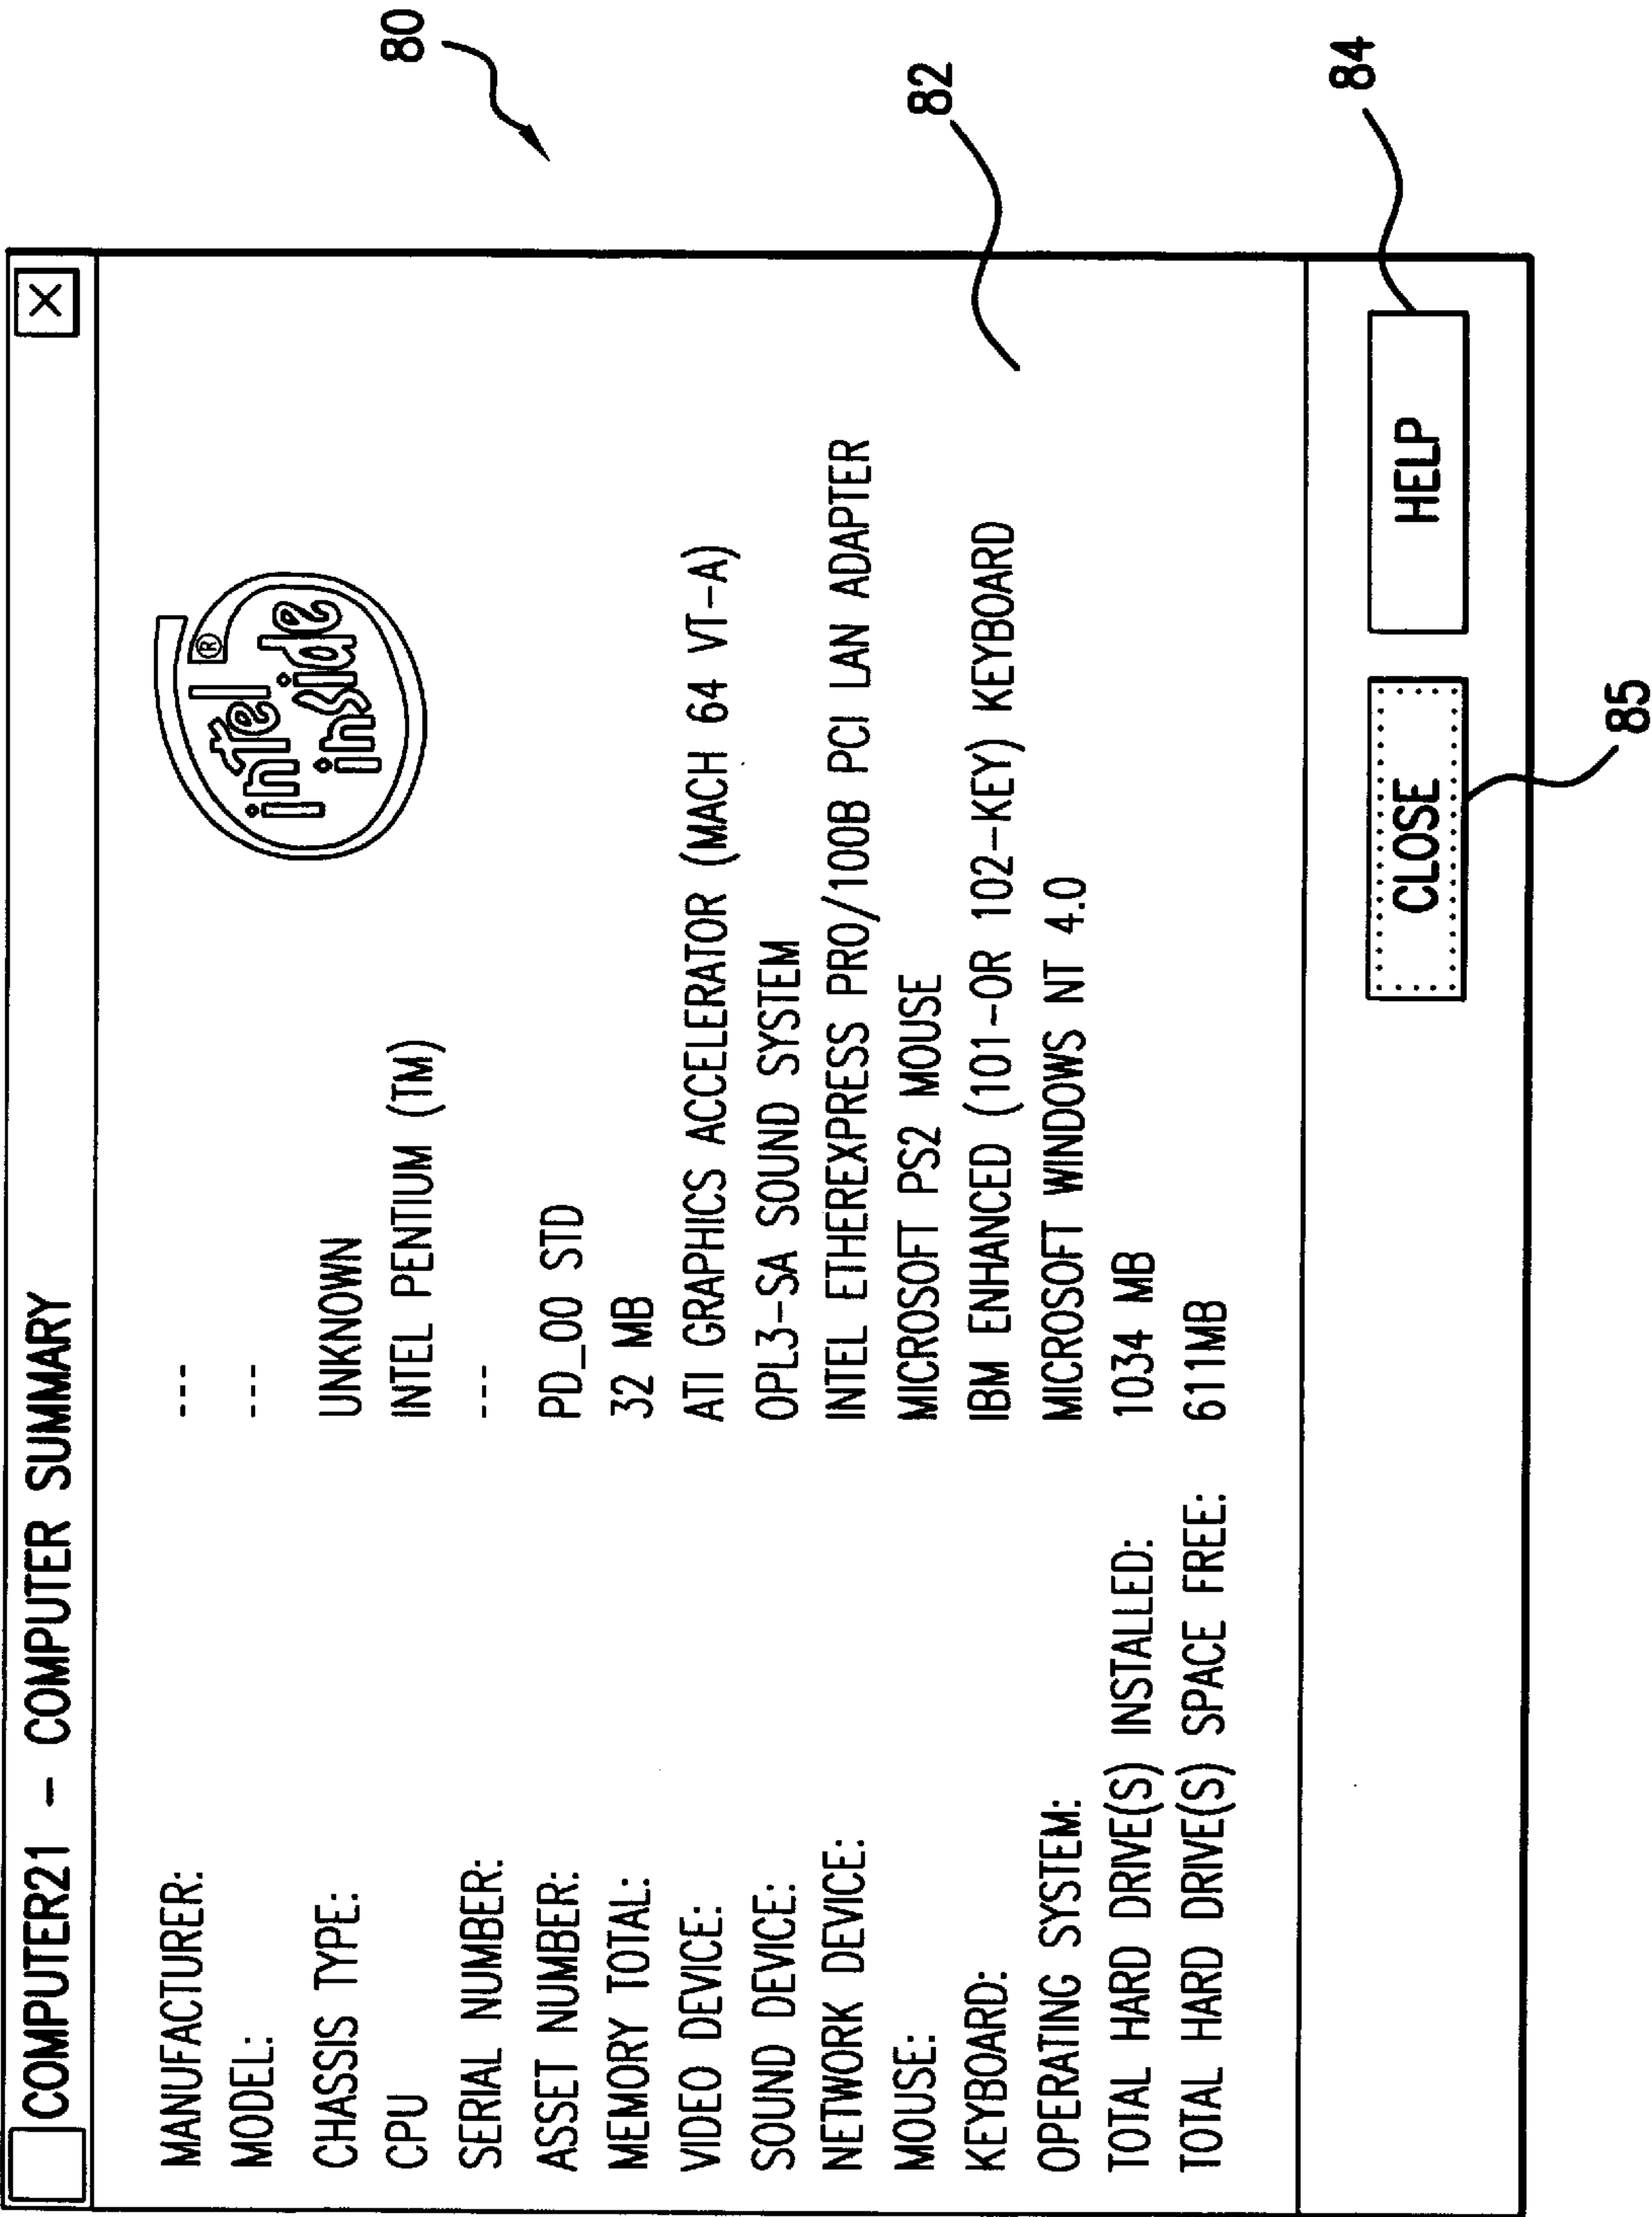 COMPUTER21 – COMPUTER SUMMARY
X
intel ®
inside
MANUFACTURER: ---
MODEL: ---
CHASSIS TYPE: UNKNOWN
CPU INTEL PENTIUM (TM)
SERIAL NUMBER: ---
ASSET NUMBER: PD_00 STD
MEMORY TOTAL: 32 MB
VIDEO DEVICE: ATI GRAPHICS ACCELERATOR (MACH 64 VT-A)
SOUND DEVICE: OPL3-SA SOUND SYSTEM
NETWORK DEVICE: INTEL ETHEREXPRESS PRO/100B PCI LAN ADAPTER
MOUSE: MICROSOFT PS2 MOUSE
KEYBOARD: IBM ENHANCED (101-OR 102-KEY) KEYBOARD
OPERATING SYSTEM: MICROSOFT WINDOWS NT 4.0
TOTAL HARD DRIVE(S) INSTALLED: 1034 MB
TOTAL HARD DRIVE(S) SPACE FREE: 611MB
CLOSE HELP
80
82
84
85